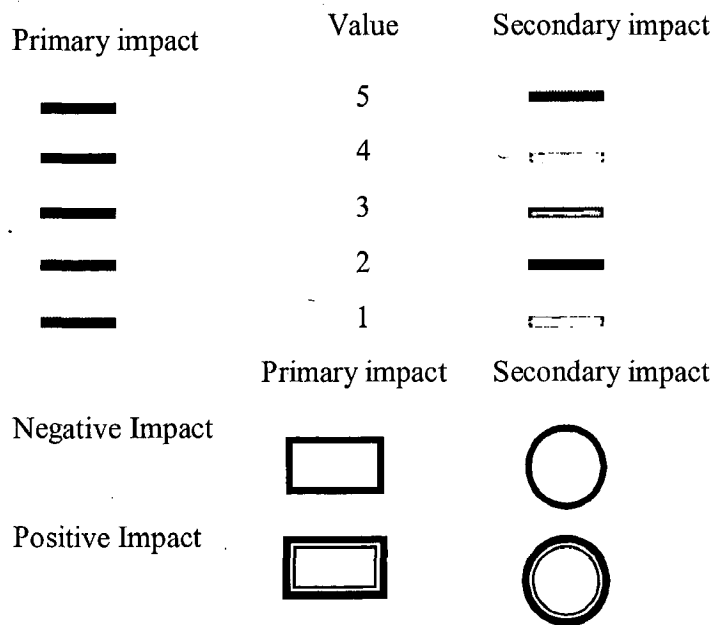 Primary impact Value Secondary impact
5
4
3
2
1
Primary impact Secondary impact
Negative Impact
Positive Impact